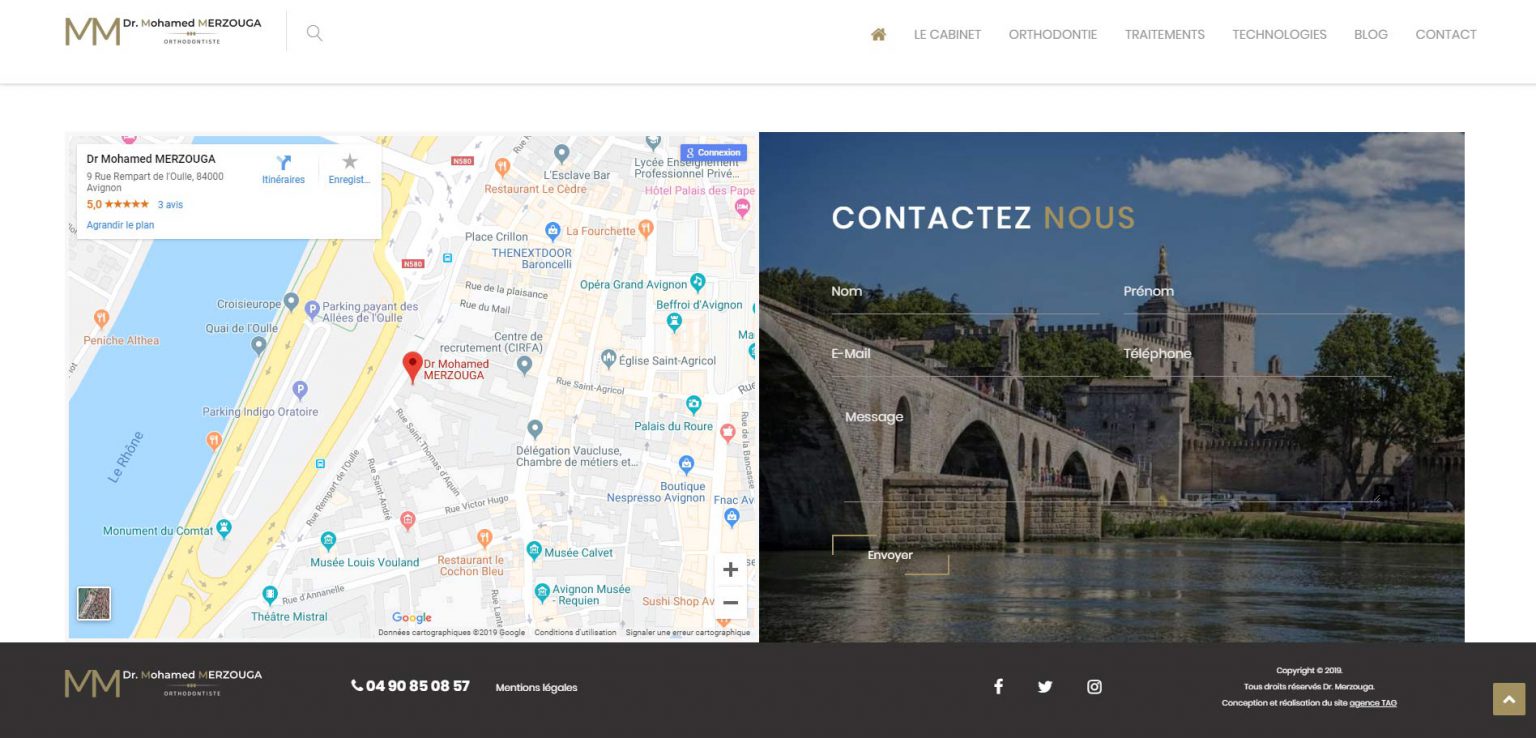 MM Dr. Mohamed MERZOUGA
ORTHODONTISTE
LE CABINET ORTHODONTIE TRAITEMENTS TECHNOLOGIES BLOG CONTACT
Dr Mohamed MERZOUGA
9 Rue Rempart de l'Oulle, 84000
Avignon
5,0 ★★★★★ 3 avis
Agrandir le plan
Itinéraires
Enregist...
Connexion
N580
L'Esclave Bar
Lycée Enseignement
Professionnel Privé...
Restaurant Le Cèdre
Hôtel Palais des Pape
Place Crillon
La Fourchette
THENEXTDOOR
Baroncelli
N580
Opéra Grand Avignon
Rue de la plaisance
Beffroi d'Avignon
Croisieurope
Parking payant des
Allées de l'Oulle
Rue du Mail
Quai de l'Oulle
Peniche Althea
Centre de
recrutement (CIRFA)
Ma
Dr Mohamed
MERZOUGA
Église Saint-Agricol
Rue Saint-Agricol
Rue
Parking Indigo Oratoire
Palais du Roure
Rue de la Bancasse
Le Rhône
Délégation Vaucluse,
Chambre de métiers et...
Rue Saint-Thomas d'Aquin
Rue Rempart de l'Oulle
Rue Saint-André
Boutique
Nespresso Avignon
Fnac Av
Rue Victor Hugo
Monument du Comtat
Musée Louis Vouland
Restaurant le
Cochon Bleu
Musée Calvet
Rue d'Annanelle
Rue Lante
Avignon Musée
- Requien
Sushi Shop Av
Théâtre Mistral
Google
Données cartographiques ©2019 Google Conditions d'utilisation Signaler une erreur cartographique
CONTACTEZ NOUS
Nom
Prénom
E-Mail
Téléphone
Message
Envoyer
MM Dr. Mohamed MERZOUGA
ORTHODONTISTE
04 90 85 08 57
Mentions légales
Copyright © 2019.
Tous droits réservés Dr. Merzouga.
Conception et réalisation du site agence TAG